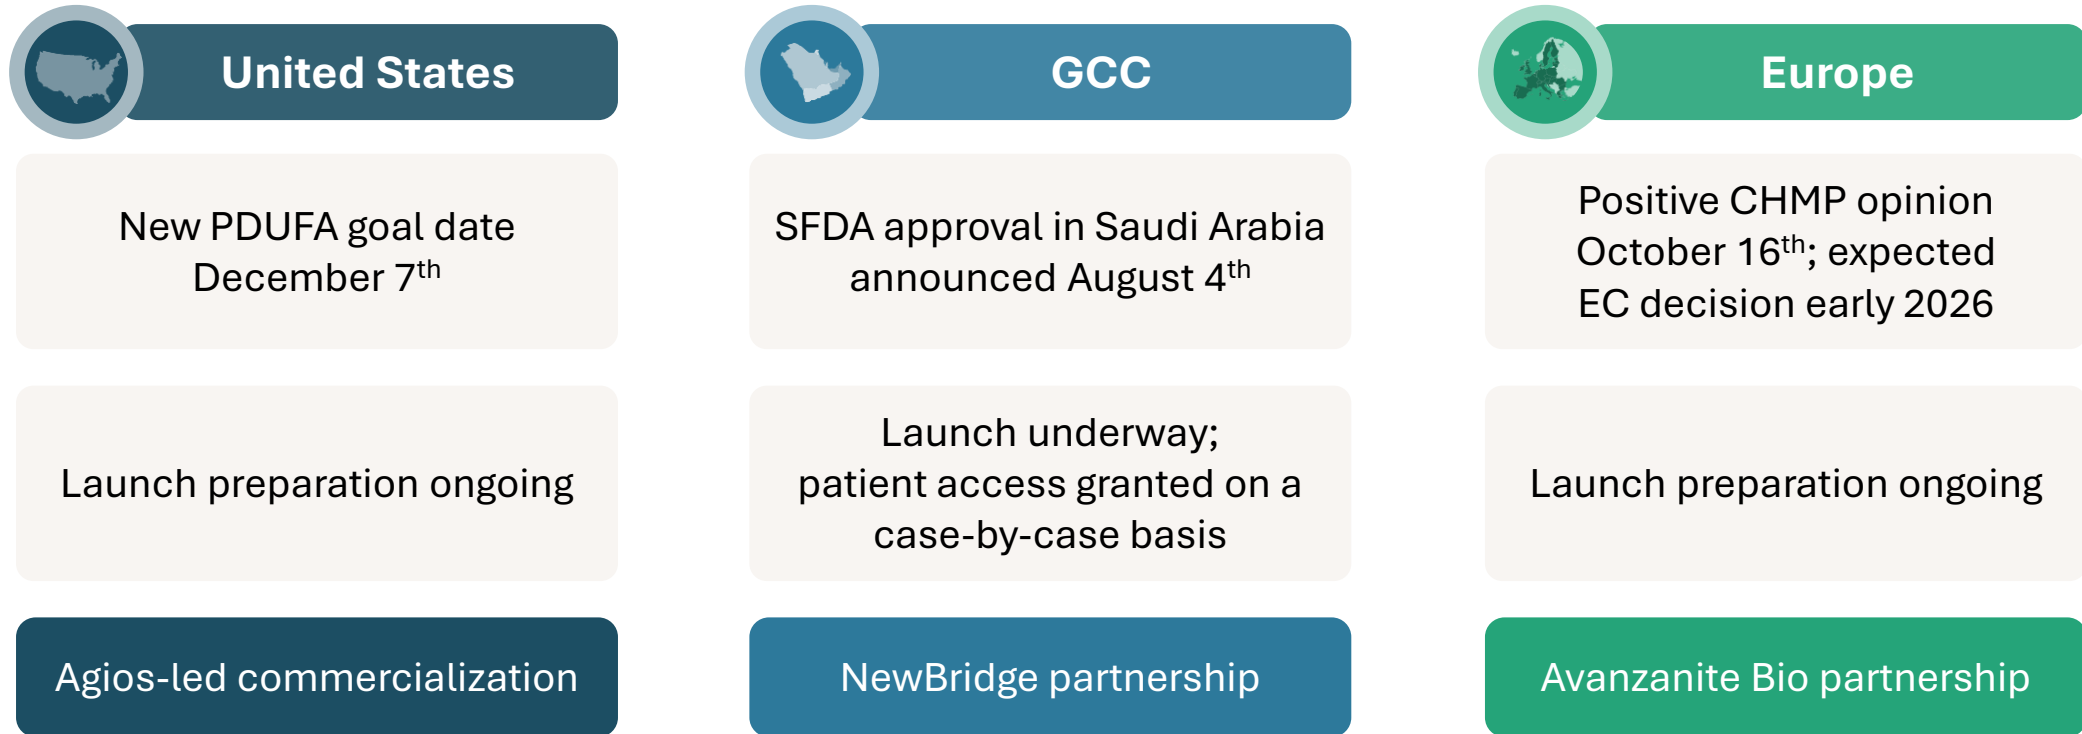 United States
New PDUFA goal date
December 7th
Launch preparation ongoing
Agios-led commercialization
GCC
SFDA approval in Saudi Arabia
announced August 4th
Launch underway;
patient access granted on a
case-by-case basis
NewBridge partnership
Europe
Positive CHMP opinion
October 16th; expected
EC decision early 2026
Launch preparation ongoing
Avanzanite Bio partnership